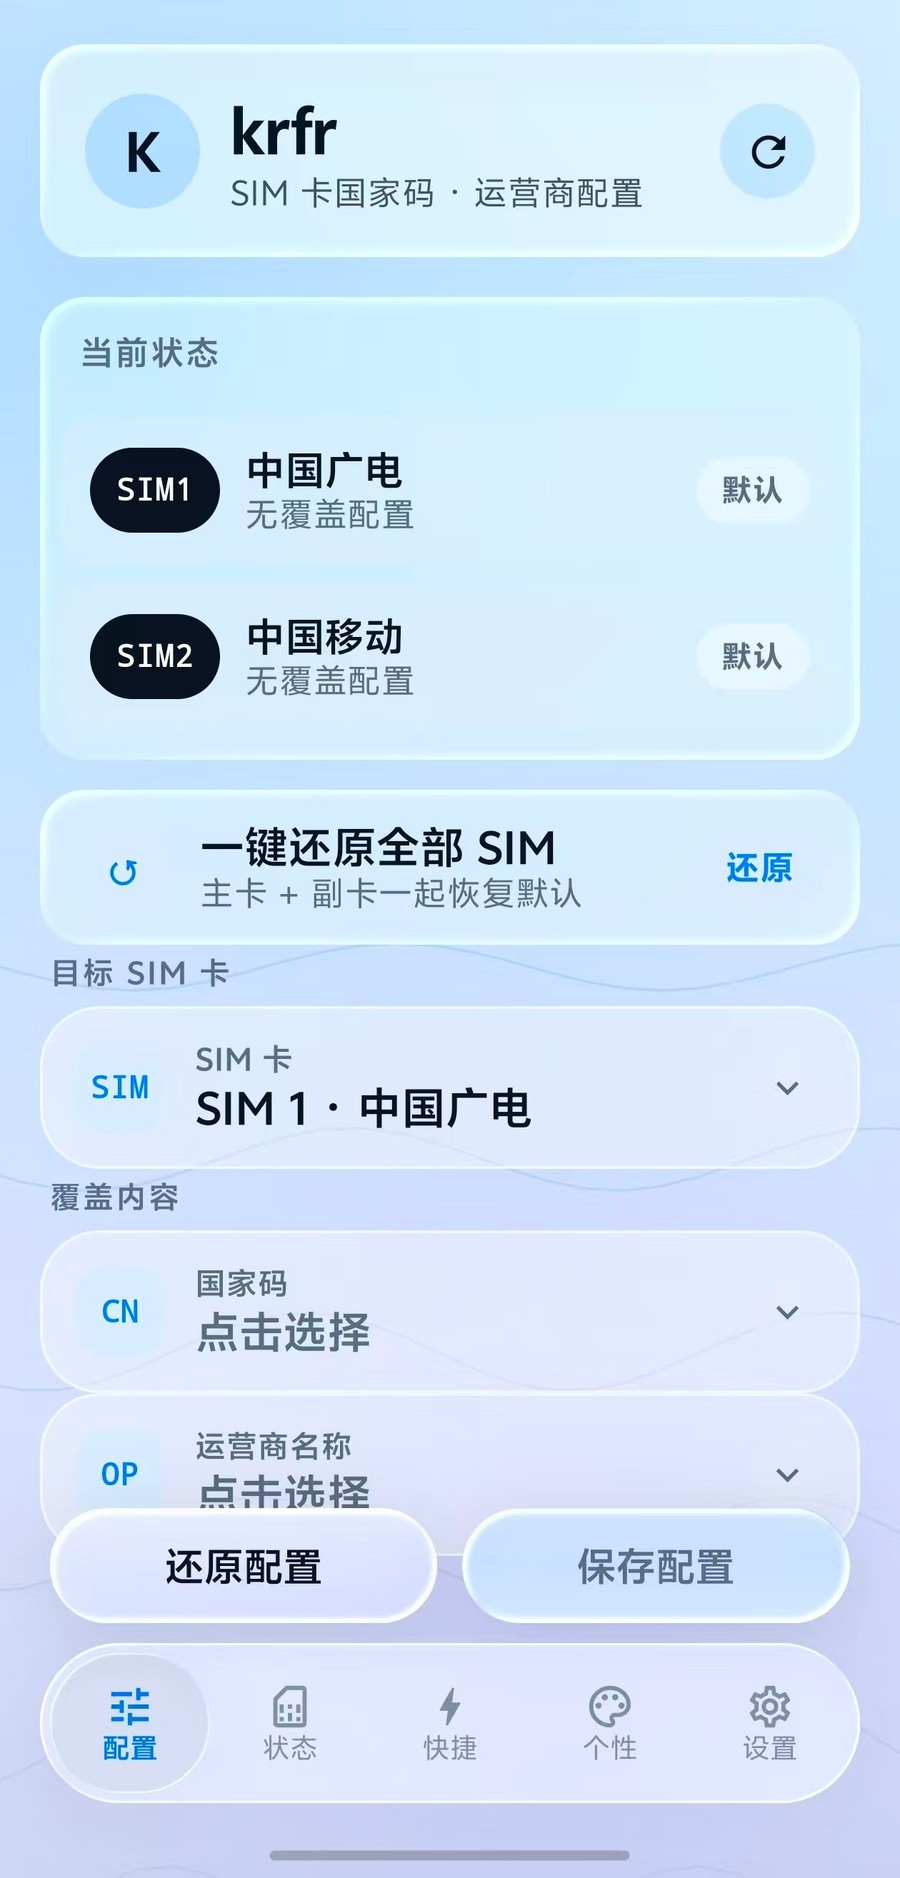 K
krfr
SIM 卡国家码 · 运营商配置
当前状态
SIM1
中国广电
无覆盖配置
默认
SIM2
中国移动
无覆盖配置
默认
一键还原全部 SIM
主卡 + 副卡一起恢复默认
还原
目标 SIM 卡
SIM
SIM 卡
SIM 1 · 中国广电
覆盖内容
CN
国家码
点击选择
OP
运营商名称
点击选择
还原配置
保存配置
配置
状态
快捷
个性
设置